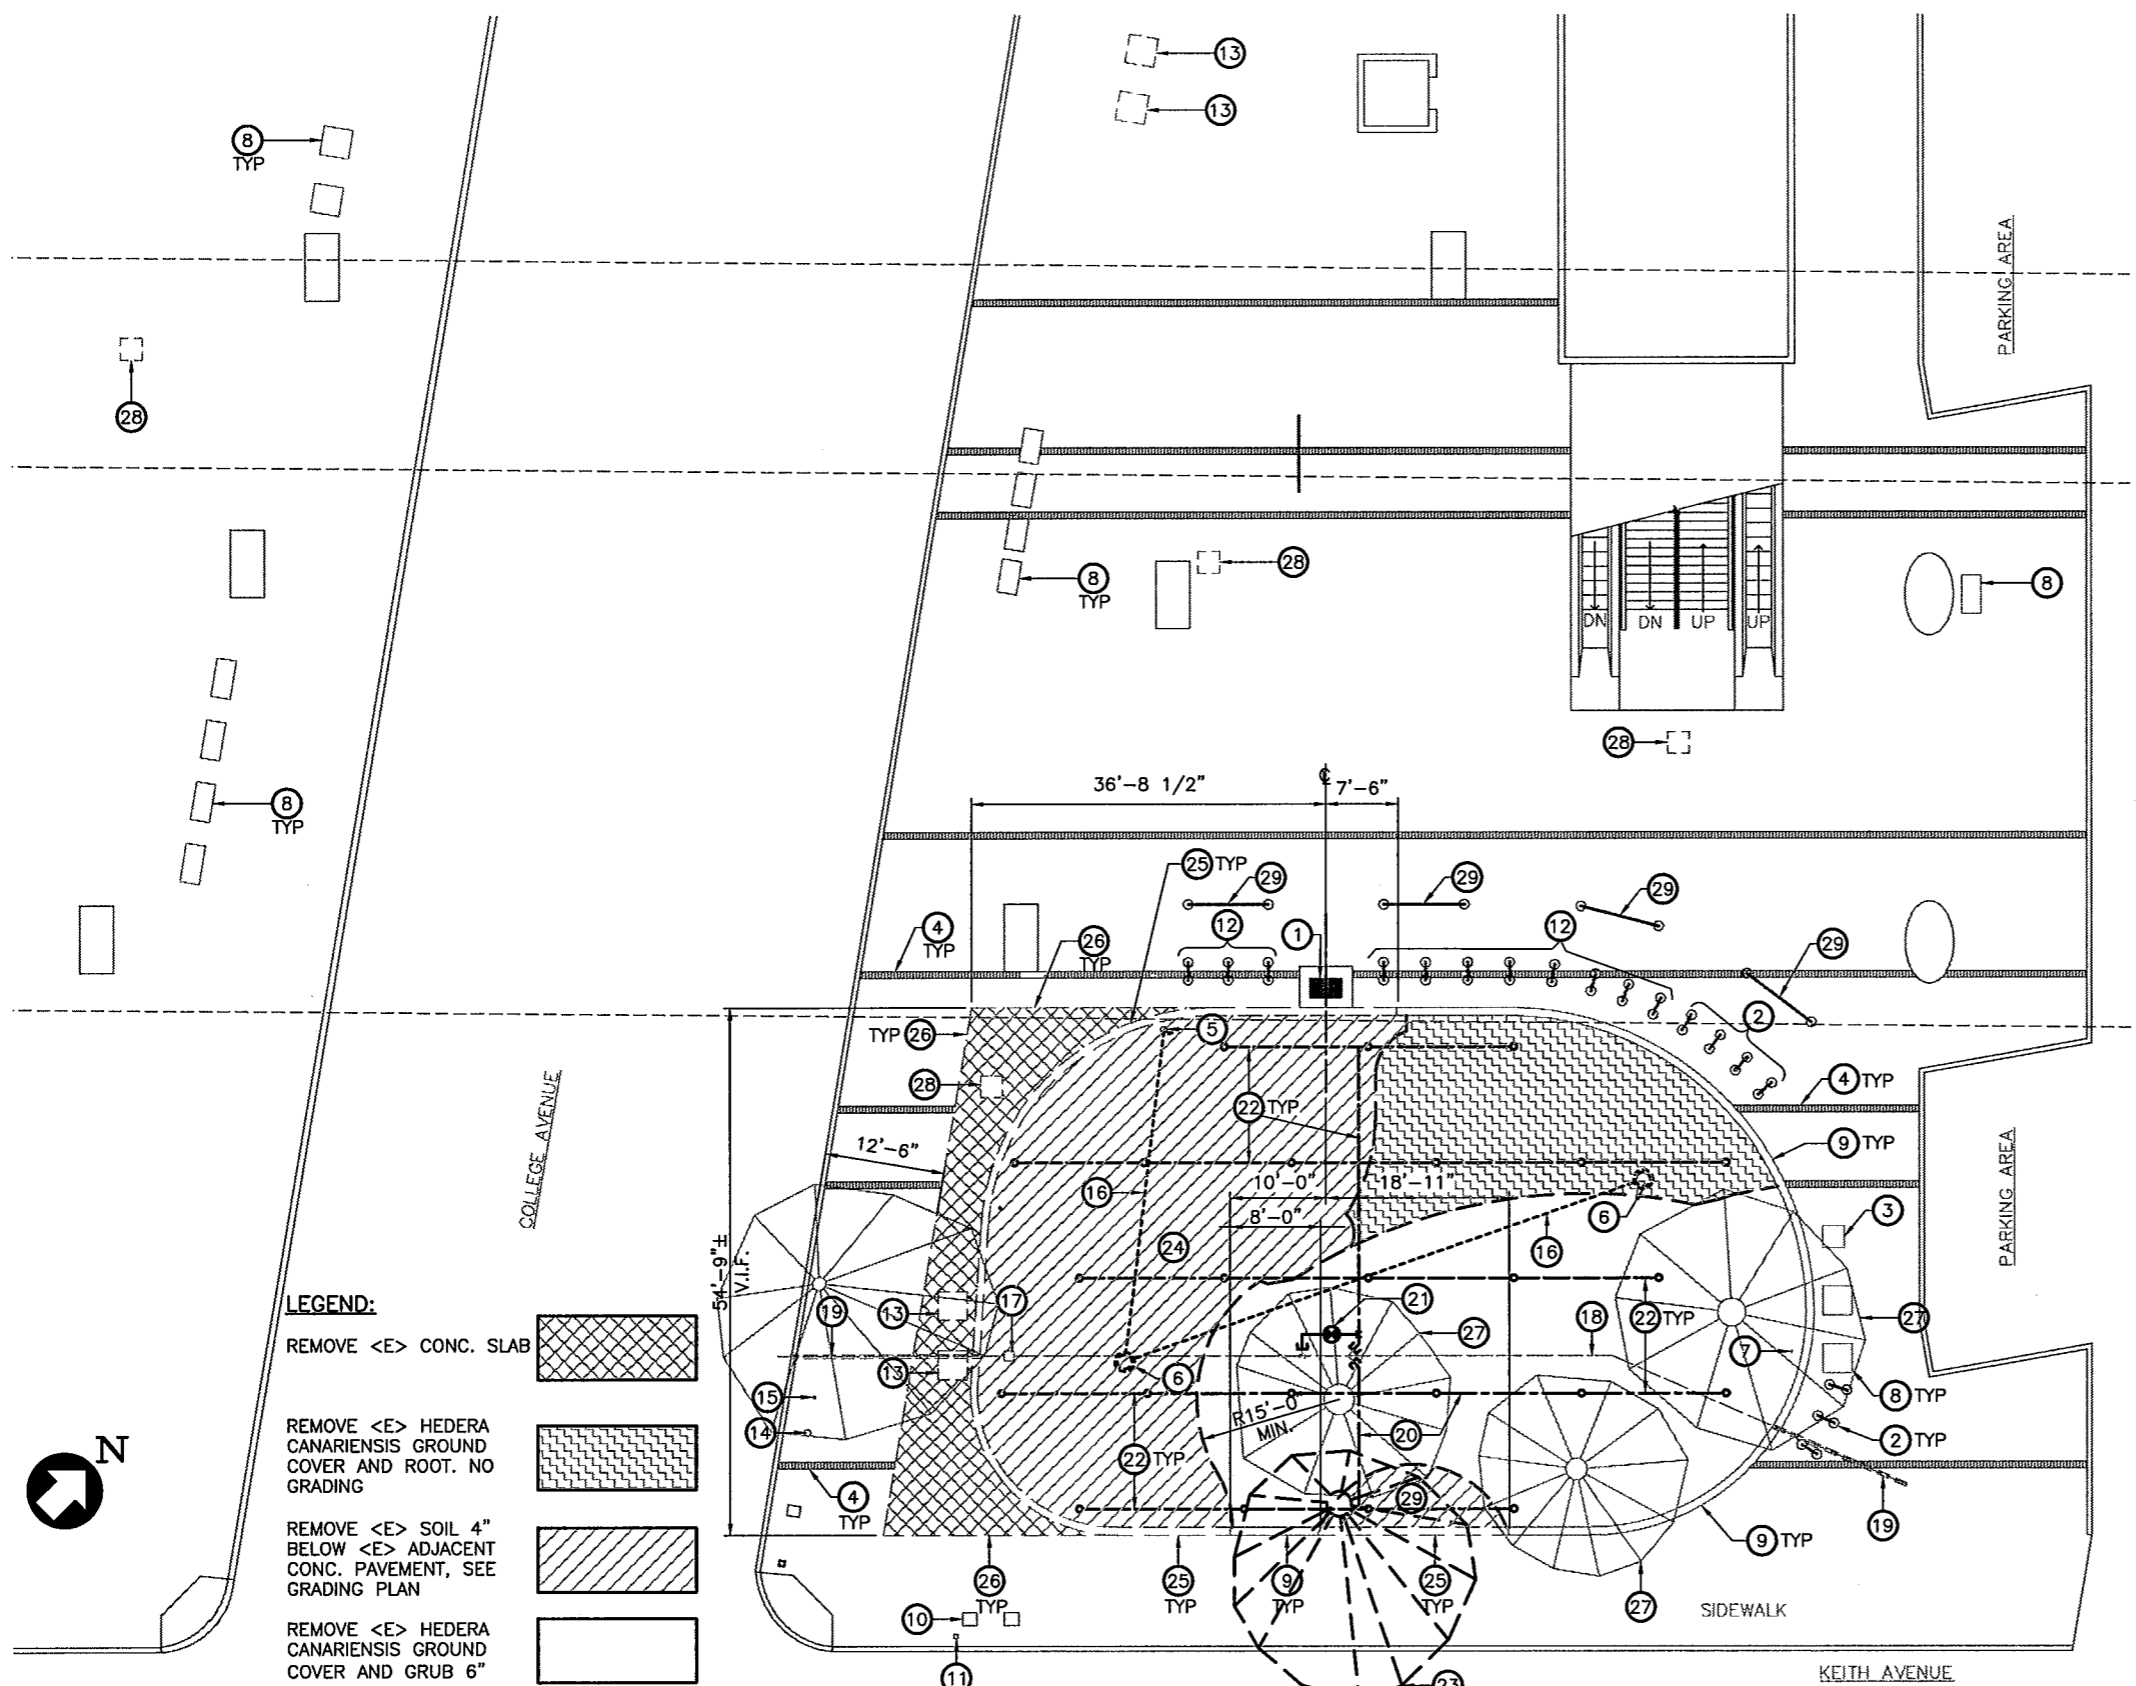 13
13
8
TYP
PARKING AREA
28
28
8
TYP
8
DN
DN
UP
UP
28
8
TYP
36'-8 1/2"
℄
7'-6"
25 TYP
29
29
29
4
TYP
26
TYP
12
1
12
29
TYP 26
5
2
28
22 TYP
4 TYP
COLLEGE AVENUE
12'-6"
9 TYP
PARKING AREA
16
10'-0"
18'-11"
6
3
8'-0"
24
16
54'-9"±
V.I.F.
LEGEND:
19
13
17
21
27
18
22 TYP
27
REMOVE <E> CONC. SLAB
7
13
6
15
8 TYP
R15'-0"
MIN.
14
20
2 TYP
REMOVE <E> HEDERA
CANARIENSIS GROUND
COVER AND ROOT. NO
GRADING
N
22 TYP
4
TYP
29
19
REMOVE <E> SOIL 4"
BELOW <E> ADJACENT
CONC. PAVEMENT, SEE
GRADING PLAN
9 TYP
26
TYP
25
TYP
9
TYP
25
TYP
27
SIDEWALK
10
REMOVE <E> HEDERA
CANARIENSIS GROUND
COVER AND GRUB 6"
11
23
KEITH AVENUE